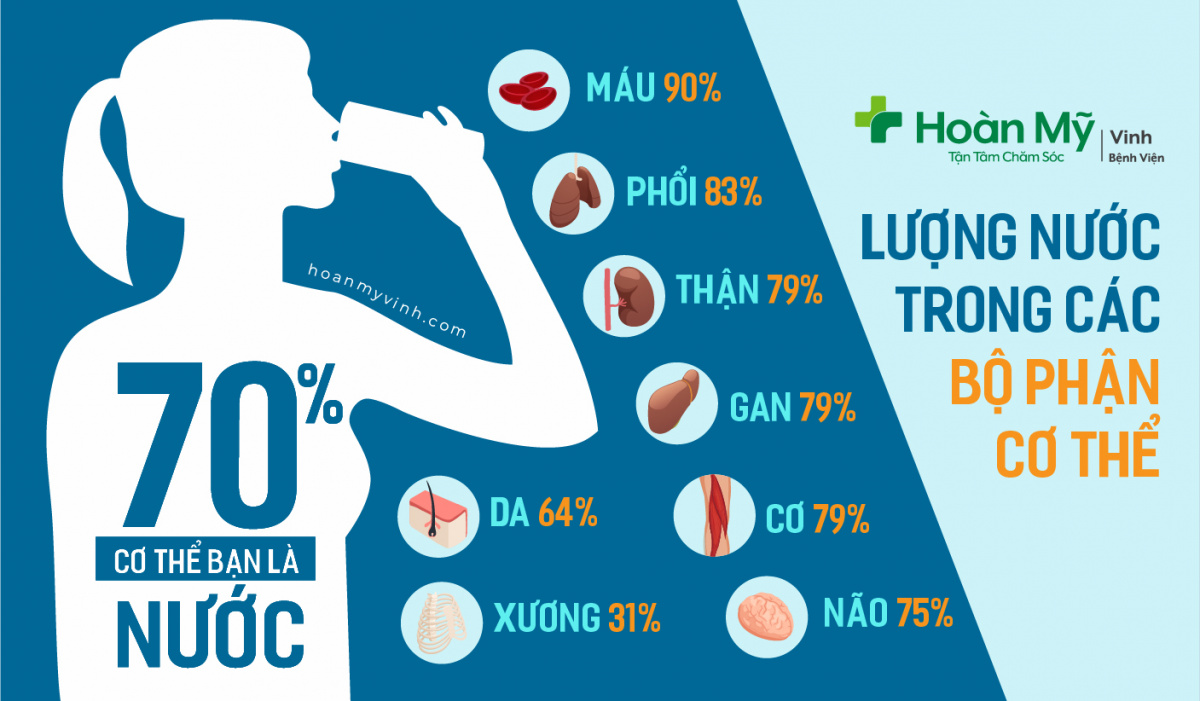 MÁU 90%
PHỔI 83%
THẬN 79%
GAN 79%
DA 64%
CƠ 79%
XƯƠNG 31%
NÃO 75%
hoanmyvinh.com
70%
CƠ THỂ BẠN LÀ
NƯỚC
Hoàn Mỹ
Tận Tâm Chăm Sóc
Vinh
Bệnh Viện
LƯỢNG NƯỚC
TRONG CÁC
BỘ PHẬN
CƠ THỂ